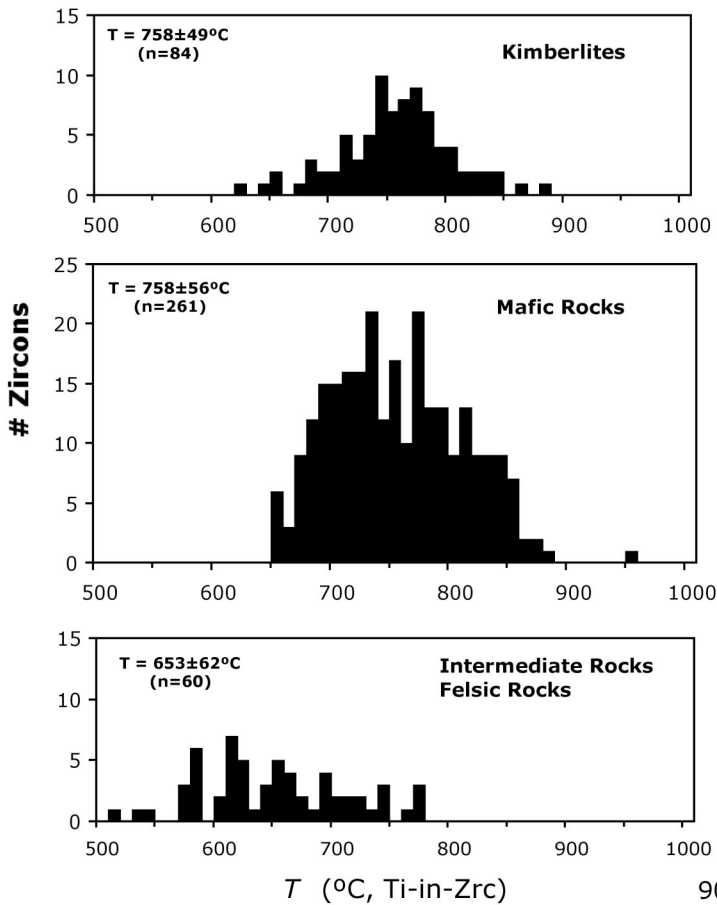 T = 758±49ºC
(n=84)
Kimberlites
15
10
5
0
500 600 700 800 900 1000
T = 758±56ºC
(n=261)
Mafic Rocks
25
20
15
10
5
0
500 600 700 800 900 1000
# Zircons
T = 653±62ºC
(n=60)
Intermediate Rocks
Felsic Rocks
15
10
5
0
500 600 700 800 900 1000
T (ºC, Ti-in-Zrc)
90